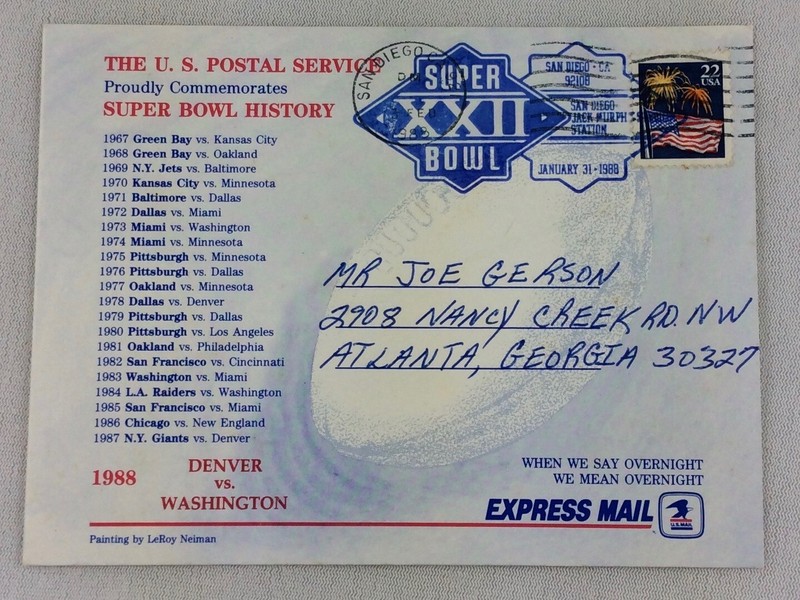 THE U. S. POSTAL SERVICE
Proudly Commemorates
SUPER BOWL HISTORY
1967 Green Bay vs. Kansas City
1968 Green Bay vs. Oakland
1969 N.Y. Jets vs. Baltimore
1970 Kansas City vs. Minnesota
1971 Baltimore vs. Dallas
1972 Dallas vs. Miami
1973 Miami vs. Washington
1974 Miami vs. Minnesota
1975 Pittsburgh vs. Minnesota
1976 Pittsburgh vs. Dallas
1977 Oakland vs. Minnesota
1978 Dallas vs. Denver
1979 Pittsburgh vs. Dallas
1980 Pittsburgh vs. Los Angeles
1981 Oakland vs. Philadelphia
1982 San Francisco vs. Cincinnati
1983 Washington vs. Miami
1984 L.A. Raiders vs. Washington
1985 San Francisco vs. Miami
1986 Chicago vs. New England
1987 N.Y. Giants vs. Denver
1988
DENVER
vs.
WASHINGTON
Painting by LeRoy Neiman
SAN DIEGO
PM
FEB
1988
SUPER
XXII
BOWL
SAN DIEGO - CA
92108
SAN DIEGO
JACK MURPH
STATION
JANUARY 31 - 1988
22
USA
MR JOE GERSON
2908 NANCY CREEK RD. NW
ATLANTA, GEORGIA 30327
WHEN WE SAY OVERNIGHT
WE MEAN OVERNIGHT
EXPRESS MAIL
U.S. MAIL